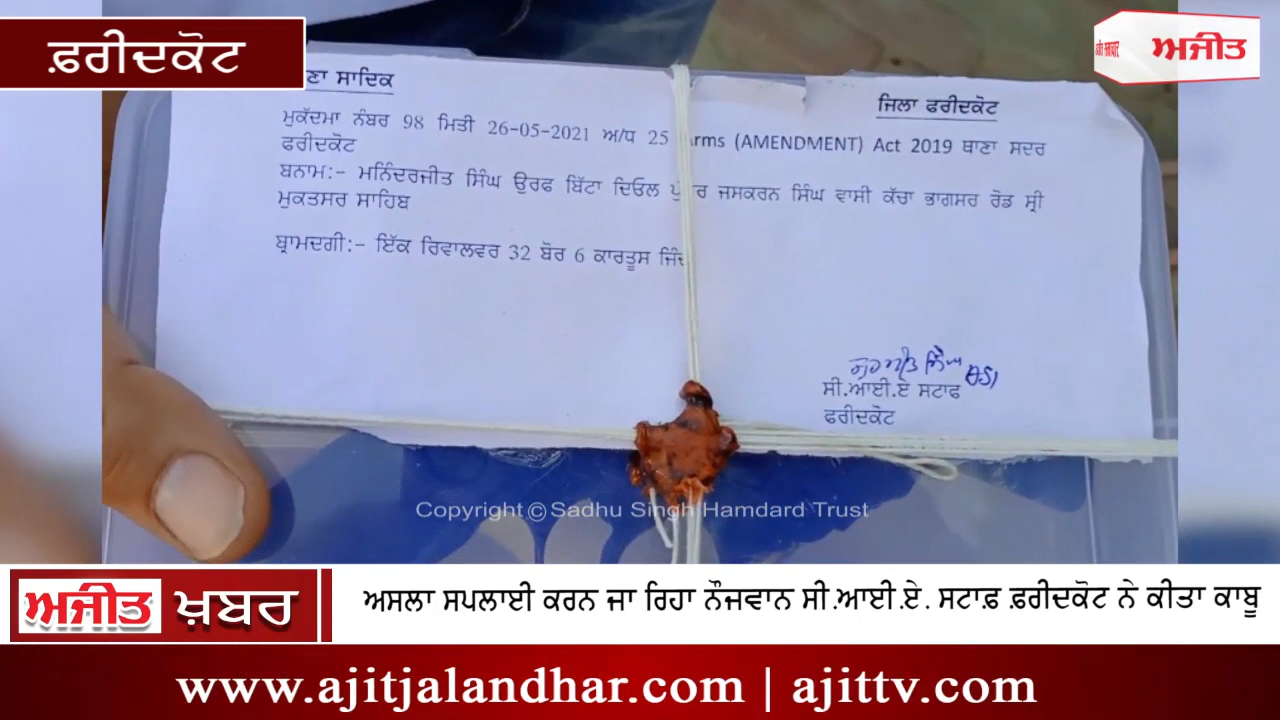 ਫ਼ਰੀਦਕੋਟ
ਅਜੀਤ
ਸਾਦਿਕ
ਜਿਲਾ ਫਰੀਦਕੋਟ
ਮੁਕੱਦਮਾ ਨੰਬਰ 98 ਮਿਤੀ 26-05-2021 ਅ/ਧ 25 (AMENDMENT) Act 2019 ਥਾਣਾ ਸਦਰ
ਫਰੀਦਕੋਟ
ਬਨਾਮ:- ਮਨਿੰਦਰਜੀਤ ਸਿੰਘ ਉਰਫ ਬਿੱਟਾ ਦਿਓਲ ਜਸਕਰਨ ਸਿੰਘ ਵਾਸੀ ਕੱਚਾ ਭਾਗਸਰ ਰੋਡ ਸ੍ਰੀ
ਮੁਕਤਸਰ ਸਾਹਿਬ
ਬ੍ਰਾਮਦਗੀ:- ਇੱਕ ਰਿਵਾਲਵਰ 32 ਬੋਰ 6 ਕਾਰਤੂਸ
ASI
ਸੀ.ਆਈ.ਏ ਸਟਾਫ
ਫਰੀਦਕੋਟ
Copyright © Sadhu Singh Hamdard Trust
ਅਜੀਤ ਖ਼ਬਰ
ਅਸਲਾ ਸਪਲਾਈ ਕਰਨ ਜਾ ਰਿਹਾ ਨੌਜਵਾਨ ਸੀ.ਆਈ.ਏ. ਸਟਾਫ਼ ਫ਼ਰੀਦਕੋਟ ਨੇ ਕੀਤਾ ਕਾਬੂ
www.ajitjalandhar.com | ajittv.com